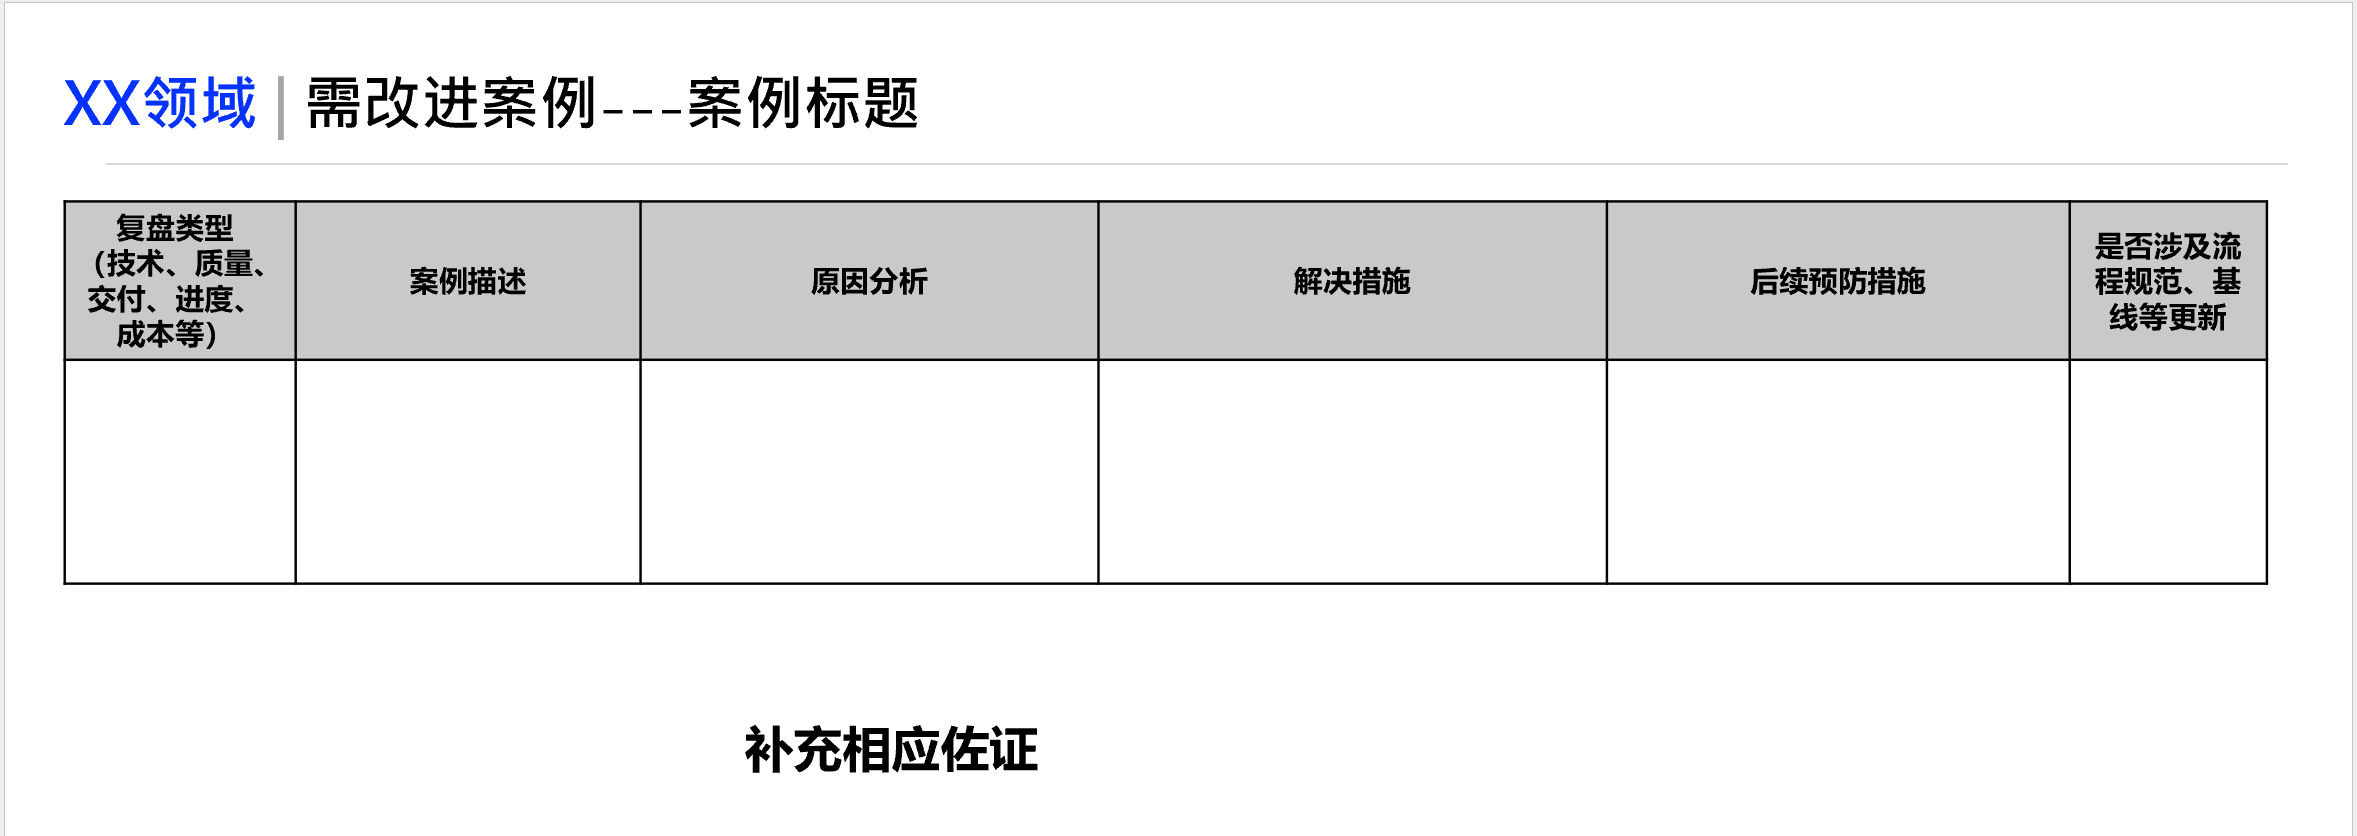 XX领域｜需改进案例---案例标题
复盘类型
（技术、质量、
交付、进度、
成本等）
案例描述
原因分析
解决措施
后续预防措施
是否涉及流
程规范、基
线等更新
补充相应佐证